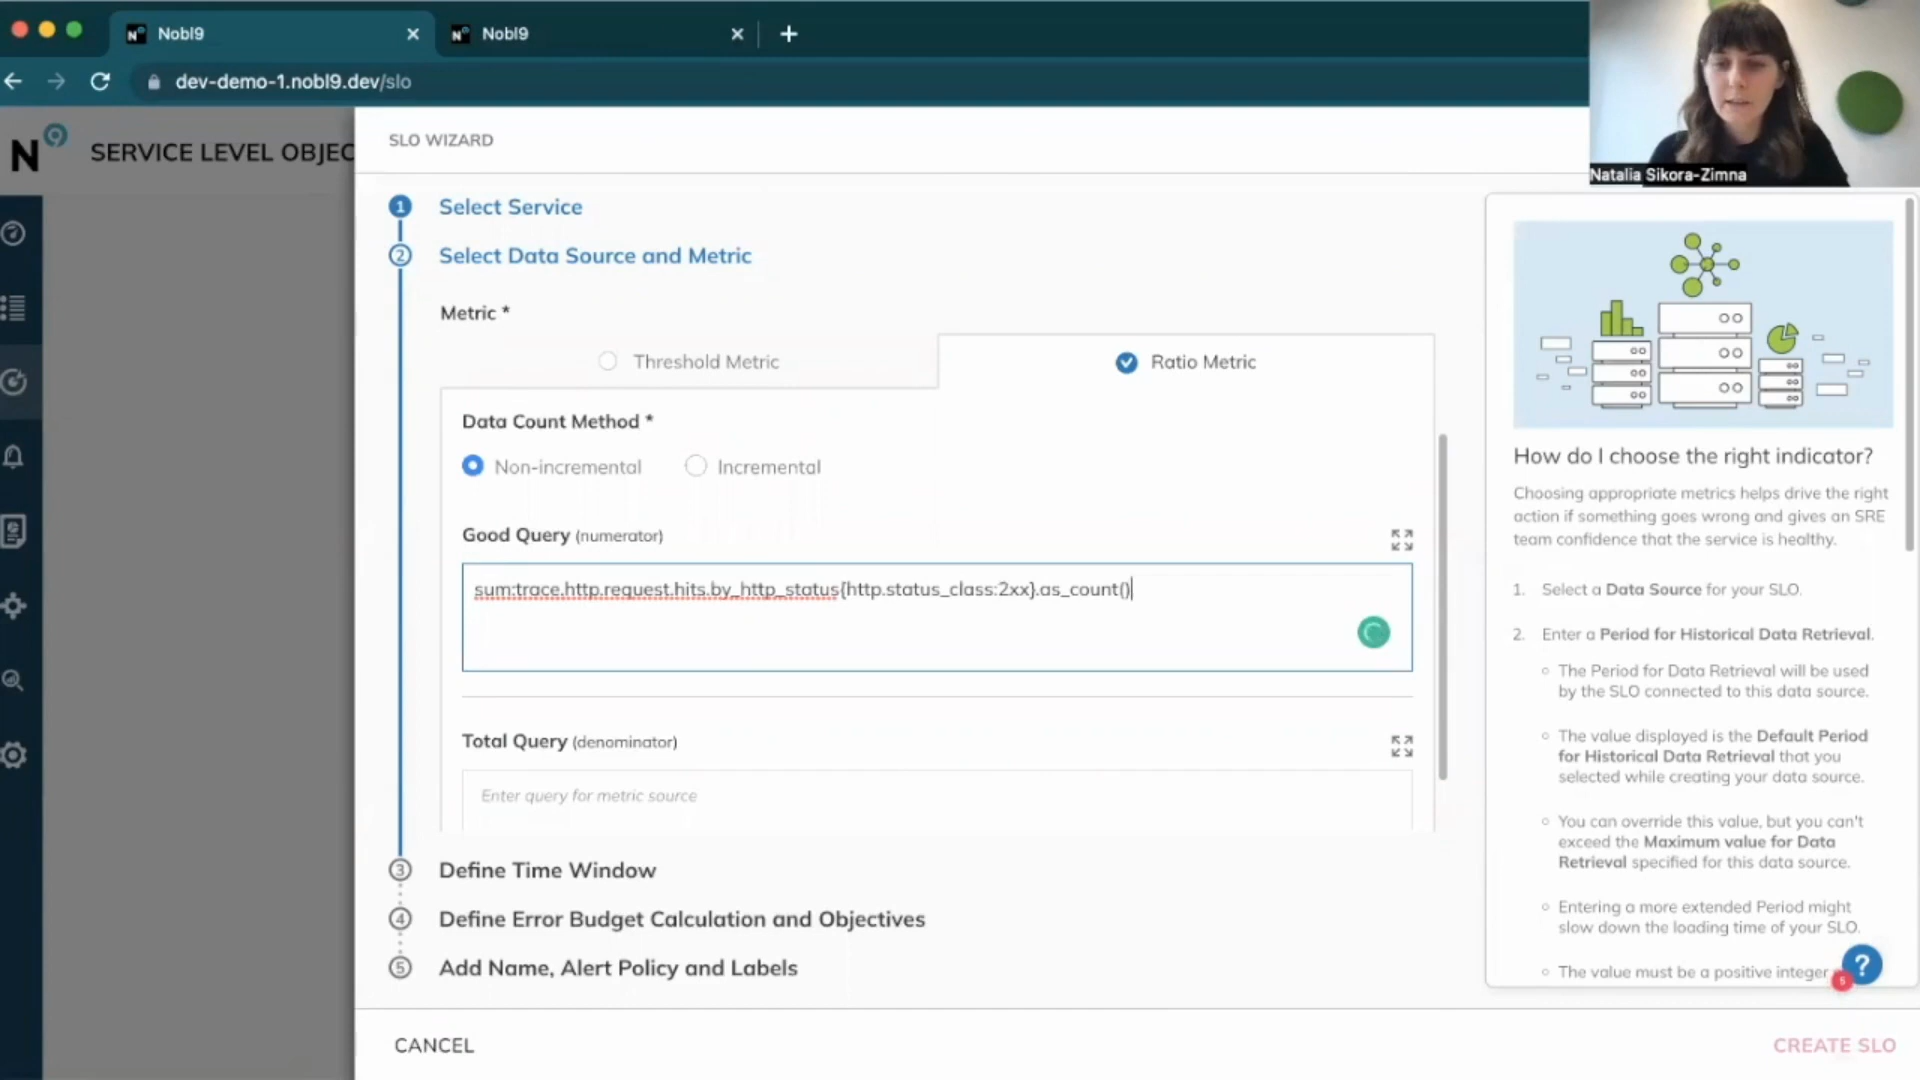 Nobl9
Nobl9
dev-demo-1.nobl9.dev/slo
N9
SERVICE LEVEL OBJEC
SLO WIZARD
Natalia Sikora-Zimna
1 Select Service
2 Select Data Source and Metric
Metric *
Threshold Metric
Ratio Metric
Data Count Method *
Non-incremental
Incremental
Good Query (numerator)
sum:trace.http.request.hits.by_http_status{http.status_class:2xx}.as_count()
Total Query (denominator)
Enter query for metric source
3 Define Time Window
4 Define Error Budget Calculation and Objectives
5 Add Name, Alert Policy and Labels
CANCEL
CREATE SLO
How do I choose the right indicator?
Choosing appropriate metrics helps drive the right
action if something goes wrong and gives an SRE
team confidence that the service is healthy.
1. Select a Data Source for your SLO.
2. Enter a Period for Historical Data Retrieval.
The Period for Data Retrieval will be used
by the SLO connected to this data source.
The value displayed is the Default Period
for Historical Data Retrieval that you
selected while creating your data source.
You can override this value, but you can't
exceed the Maximum value for Data
Retrieval specified for this data source.
Entering a more extended Period might
slow down the loading time of your SLO.
The value must be a positive integer
?
5